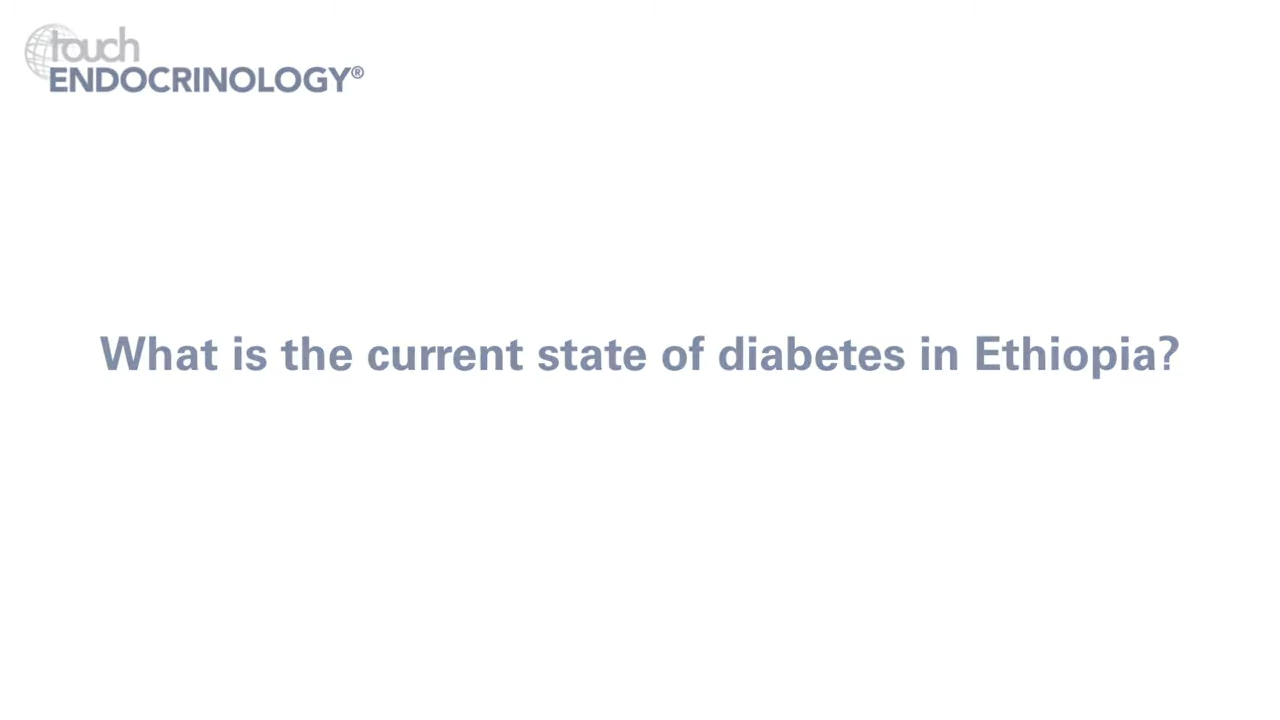 touch
ENDOCRINOLOGY®
What is the current state of diabetes in Ethiopia?